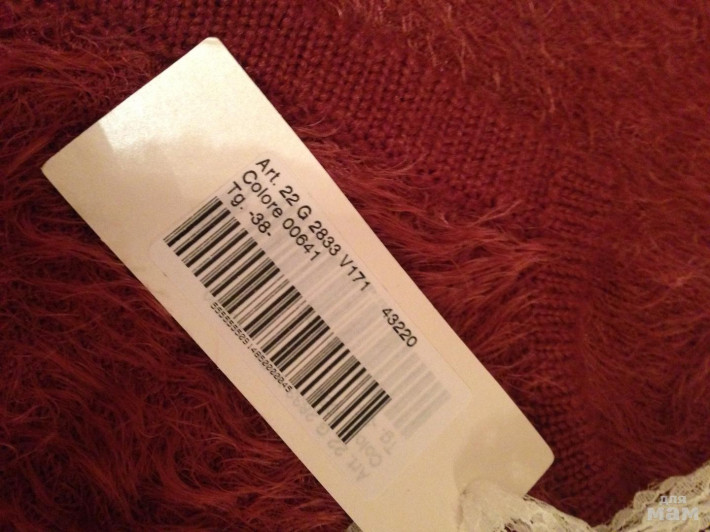 Art. 22 G 2833 V171 43220
Colore 00641
Tg. -38-
для
мам